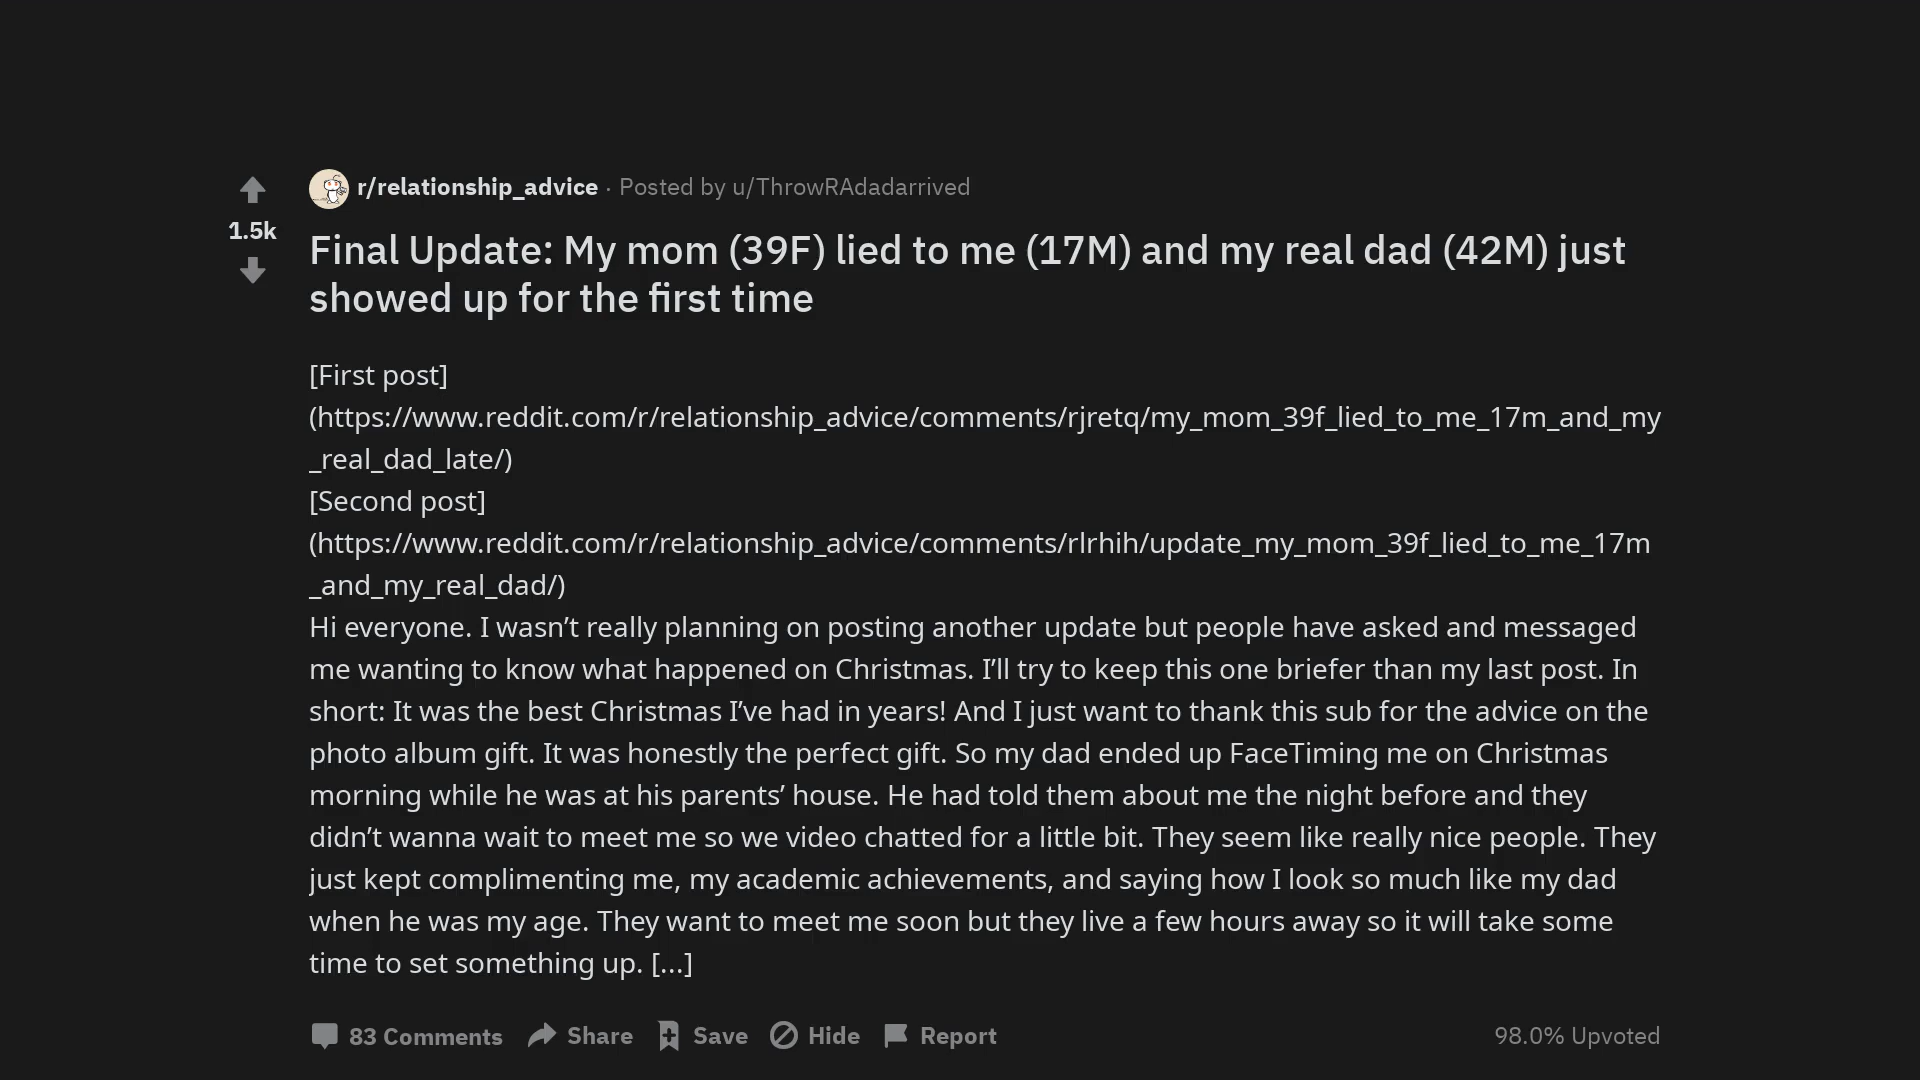 r/relationship_advice · Posted by u/ThrowRAdadarrived
1.5k
Final Update: My mom (39F) lied to me (17M) and my real dad (42M) just
showed up for the first time
[First post]
(https://www.reddit.com/r/relationship_advice/comments/rjretq/my_mom_39f_lied_to_me_17m_and_my
_real_dad_late/)
[Second post]
(https://www.reddit.com/r/relationship_advice/comments/rlrhih/update_my_mom_39f_lied_to_me_17m
_and_my_real_dad/)
Hi everyone. I wasn’t really planning on posting another update but people have asked and messaged
me wanting to know what happened on Christmas. I’ll try to keep this one briefer than my last post. In
short: It was the best Christmas I’ve had in years! And I just want to thank this sub for the advice on the
photo album gift. It was honestly the perfect gift. So my dad ended up FaceTiming me on Christmas
morning while he was at his parents’ house. He had told them about me the night before and they
didn’t wanna wait to meet me so we video chatted for a little bit. They seem like really nice people. They
just kept complimenting me, my academic achievements, and saying how I look so much like my dad
when he was my age. They want to meet me soon but they live a few hours away so it will take some
time to set something up. [...]
83 Comments Share Save Hide Report 98.0% Upvoted